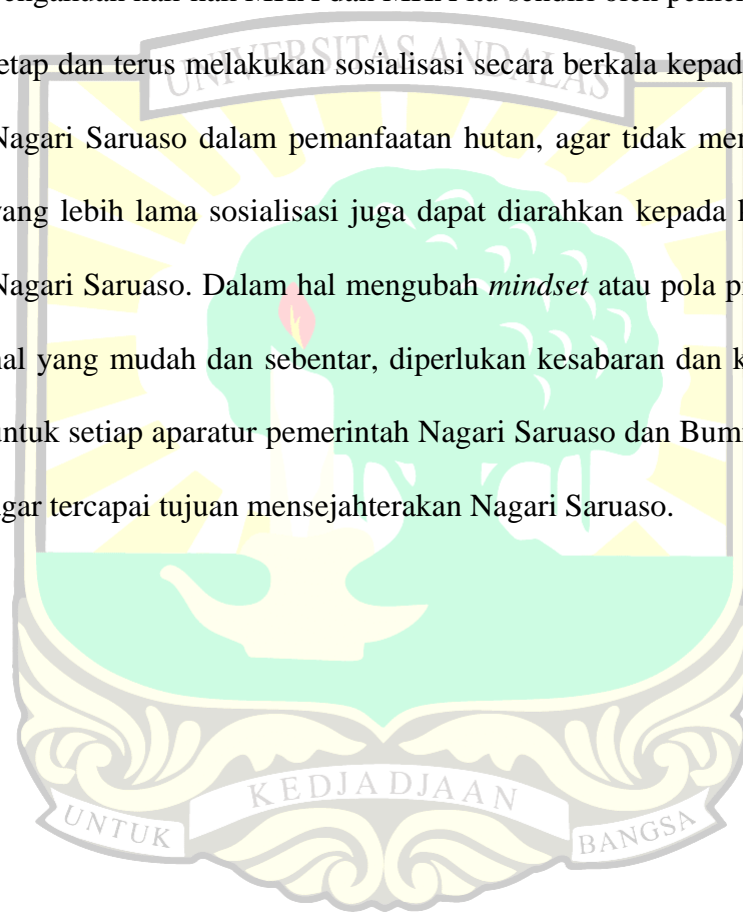 UNIVERSITAS ANDALAS
etap dan terus melakukan sosialisasi secara berkala kepad
Nagari Saruaso dalam pemanfaatan hutan, agar tidak mer
yang lebih lama sosialisasi juga dapat diarahkan kepada
Nagari Saruaso. Dalam hal mengubah mindset atau pola p
hal yang mudah dan sebentar, diperlukan kesabaran dan k
untuk setiap aparatur pemerintah Nagari Saruaso dan Bum
agar tercapai tujuan mensejahterakan Nagari Saruaso.
UNTUK KEDJADJAAN BANGSA